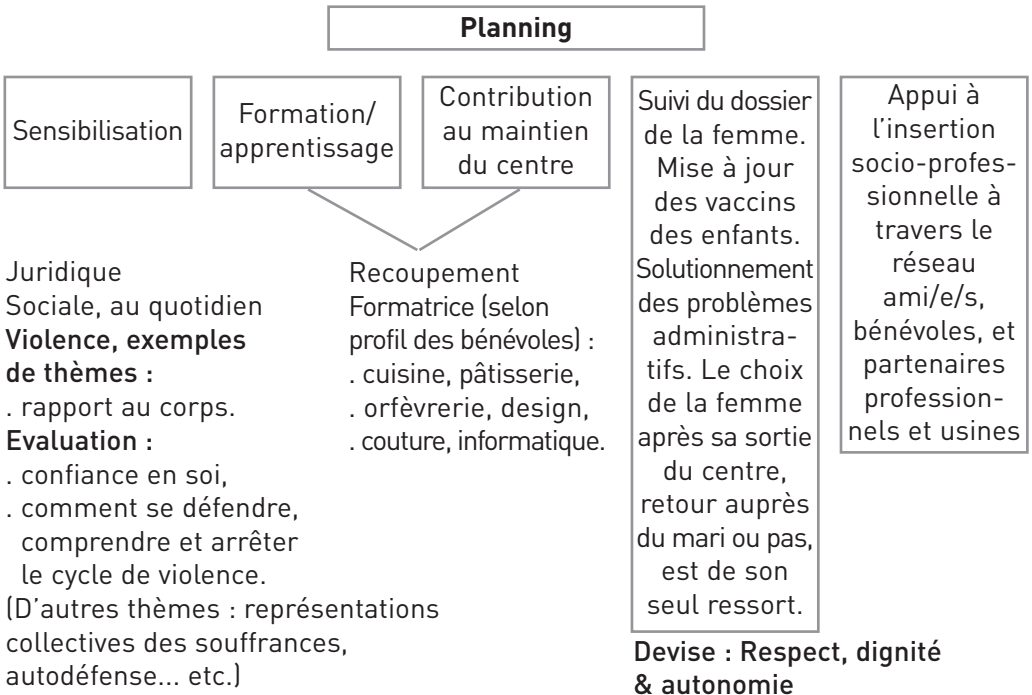 Planning
Sensibilisation
Formation/
apprentissage
Contribution
au maintien
du centre
Suivi du dossier
de la femme.
Mise à jour
des vaccins
des enfants.
Solutionnement
des problèmes
administra-
tifs. Le choix
de la femme
après sa sortie
du centre,
retour auprès
du mari ou pas,
est de son
seul ressort.
Appui à
l'insertion
socio-profes-
sionnelle à
travers le
réseau
ami/e/s,
bénévoles, et
partenaires
profession-
nels et usines
Juridique
Sociale, au quotidien
Violence, exemples
de thèmes :
. rapport au corps.
Evaluation :
. confiance en soi,
. comment se défendre,
comprendre et arrêter
le cycle de violence.
(D'autres thèmes : représentations
collectives des souffrances,
autodéfense... etc.)
Recoupement
Formatrice (selon
profil des bénévoles) :
. cuisine, pâtisserie,
. orfèvrerie, design,
. couture, informatique.
Devise : Respect, dignité
& autonomie